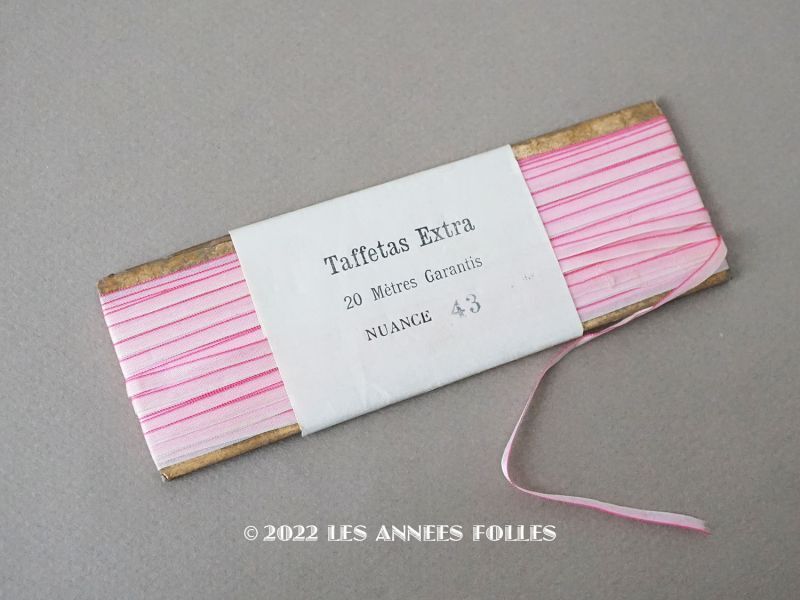 Taffetas Extra
20 Mètres Garantis
NUANCE 43
©2022 LES ANNEES FOLLES